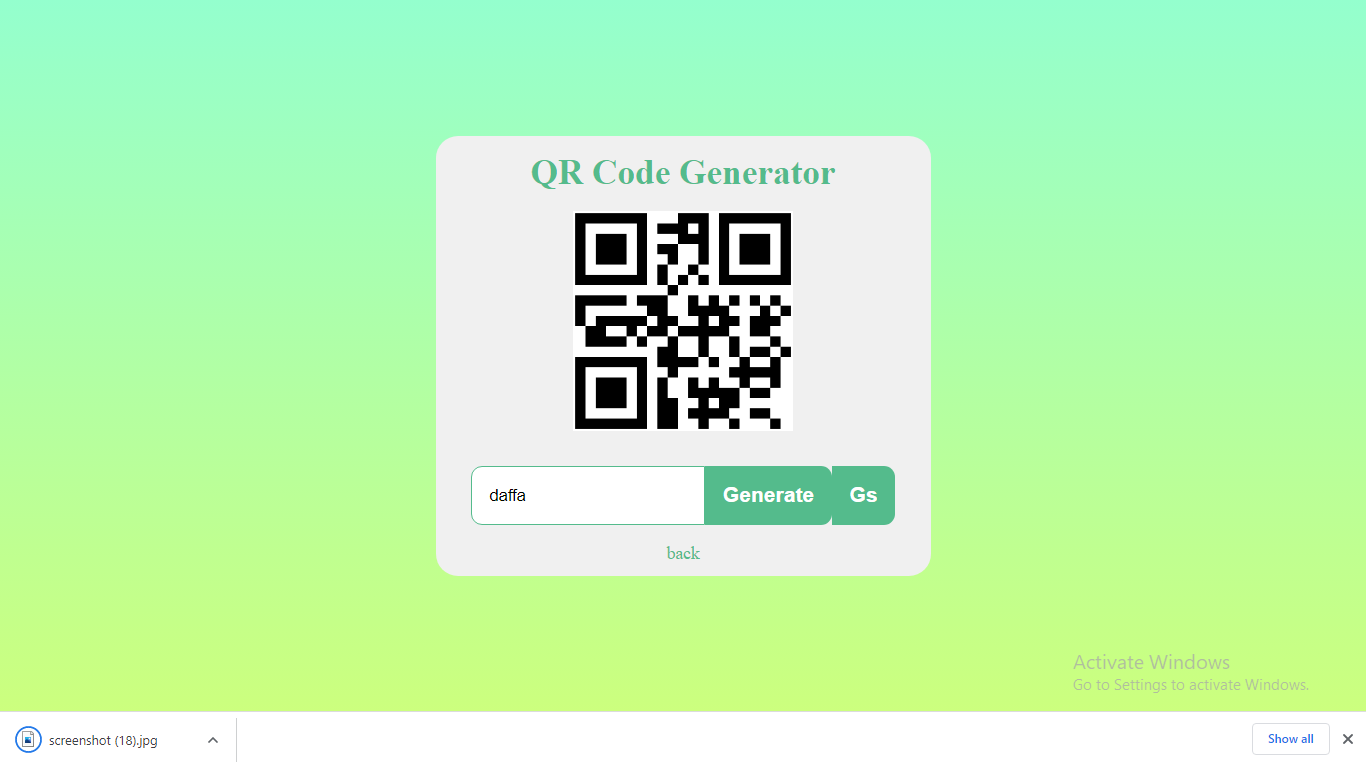 QR Code Generator
daffa
Generate
Gs
back
Activate Windows
Go to Settings to activate Windows.
screenshot (18).jpg
Show all